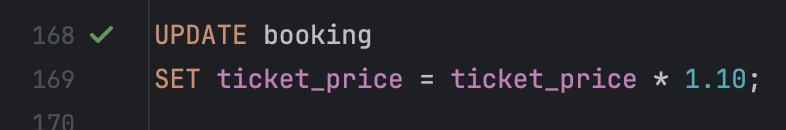 168 UPDATE booking
169 SET ticket_price = ticket_price * 1.10;
170